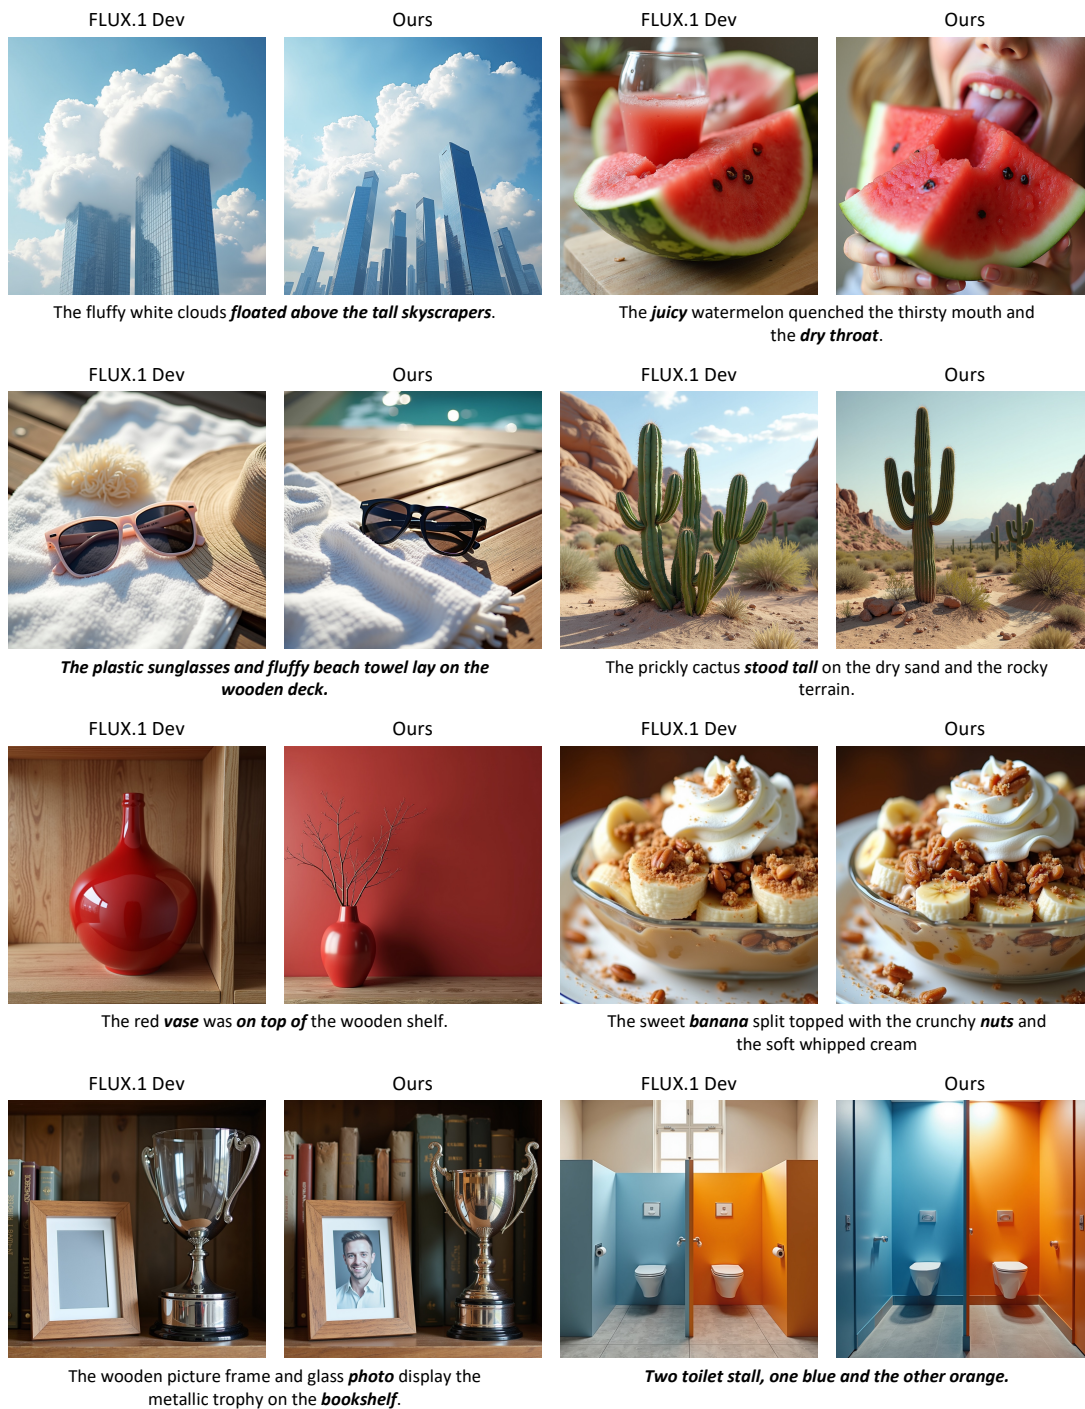 FLUX.1 Dev
Ours
FLUX.1 Dev
Ours
The fluffy white clouds floated above the tall skyscrapers.
The juicy watermelon quenched the thirsty mouth and
the dry throat.
FLUX.1 Dev
Ours
FLUX.1 Dev
Ours
The plastic sunglasses and fluffy beach towel lay on the
wooden deck.
The prickly cactus stood tall on the dry sand and the rocky
terrain.
FLUX.1 Dev
Ours
FLUX.1 Dev
Ours
The red vase was on top of the wooden shelf.
The sweet banana split topped with the crunchy nuts and
the soft whipped cream
FLUX.1 Dev
Ours
FLUX.1 Dev
Ours
The wooden picture frame and glass photo display the
metallic trophy on the bookshelf.
Two toilet stall, one blue and the other orange.